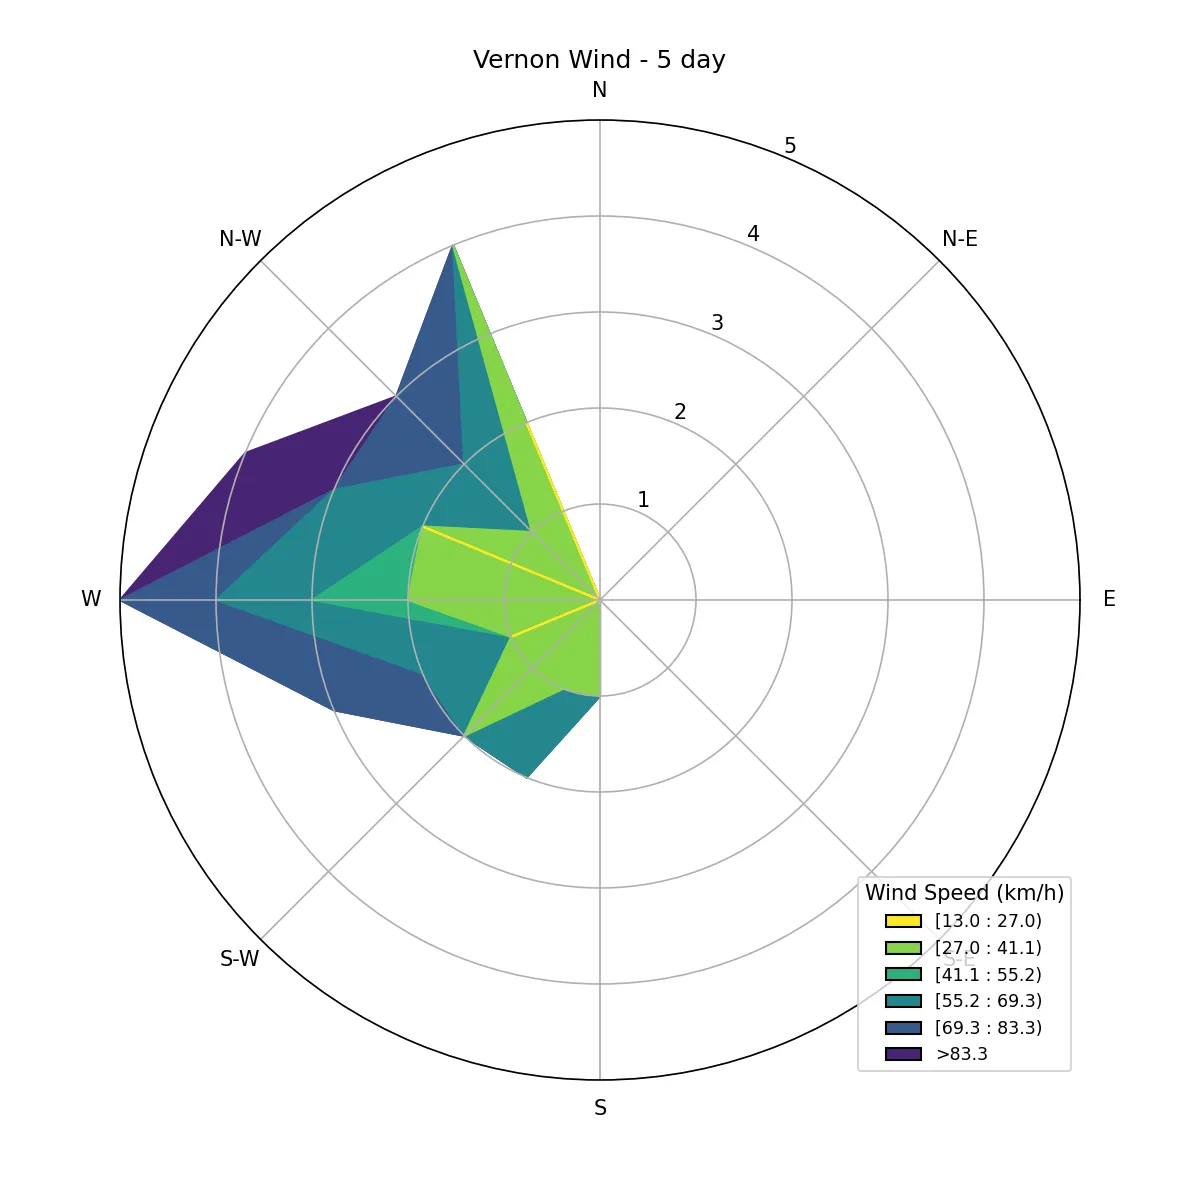 Vernon Wind - 5 day
N
5
N-W
N-E
4
3
2
1
W
E
Wind Speed (km/h)
[13.0 : 27.0)
[27.0 : 41.1)
S-W
S-E
[41.1 : 55.2)
[55.2 : 69.3)
[69.3 : 83.3)
>83.3
S